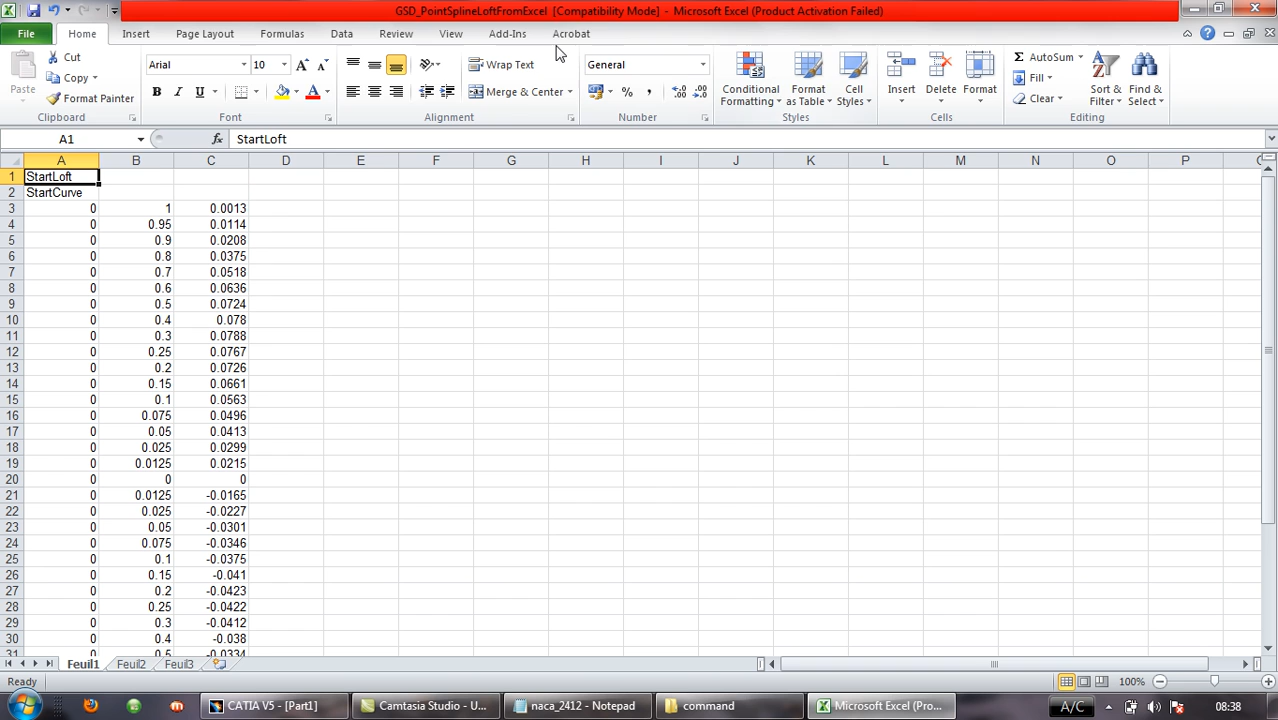 GSD_PointSplineLoftFromExcel [Compatibility Mode] - Microsoft Excel (Product Activation Failed)
File Home Insert Page Layout Formulas Data Review View Add-Ins Acrobat
Paste Cut Copy Format Painter Clipboard
Arial 10 A A B I U A Font
Wrap Text Merge & Center Alignment
General % , .0 .00 .00 .0 Number
Conditional Formatting Format as Table Cell Styles Styles
Insert Delete Format Cells
Σ AutoSum Fill Clear Sort & Filter Find & Select Editing
A1 fx StartLoft
A B C D E F G H I J K L M N O P
1 StartLoft
2 StartCurve
3 0 1 0.0013
4 0 0.95 0.0114
5 0 0.9 0.0208
6 0 0.8 0.0375
7 0 0.7 0.0518
8 0 0.6 0.0636
9 0 0.5 0.0724
10 0 0.4 0.078
11 0 0.3 0.0788
12 0 0.25 0.0767
13 0 0.2 0.0726
14 0 0.15 0.0661
15 0 0.1 0.0563
16 0 0.075 0.0496
17 0 0.05 0.0413
18 0 0.025 0.0299
19 0 0.0125 0.0215
20 0 0 0
21 0 0.0125 -0.0165
22 0 0.025 -0.0227
23 0 0.05 -0.0301
24 0 0.075 -0.0346
25 0 0.1 -0.0375
26 0 0.15 -0.041
27 0 0.2 -0.0423
28 0 0.25 -0.0422
29 0 0.3 -0.0412
30 0 0.4 -0.038
31 0 0.5 -0.0334
Feuil1 Feuil2 Feuil3
Ready 100%
CATIA V5 - [Part1] Camtasia Studio - U... naca_2412 - Notepad command Microsoft Excel (Pro... A/C 08:38